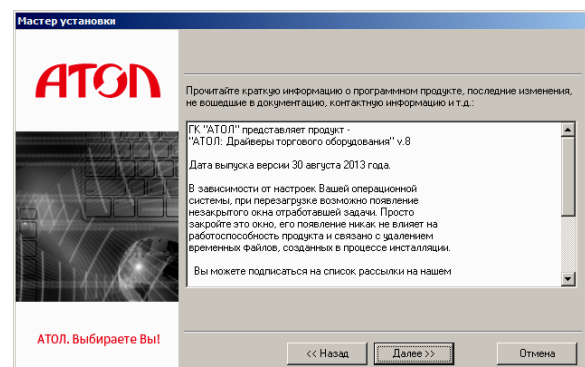 Мастер установки
АТОЛ
Прочитайте краткую информацию о программном продукте, последние изменения,
не вошедшие в документацию, контактную информацию и т.д.:
ГК "АТОЛ" представляет продукт -
"АТОЛ: Драйверы торгового оборудования" v.8
Дата выпуска версии 30 августа 2013 года.
В зависимости от настроек Вашей операционной
системы, при перезагрузке возможно появление
незакрытого окна отработавшей задачи. Просто
закройте это окно, его появление никак не влияет на
работоспособность продукта и связано с удалением
временных файлов, созданных в процессе инсталляции.
Вы можете подписаться на список рассылки на нашем
АТОЛ. Выбираете Вы!
<< Назад
Далее >>
Отмена